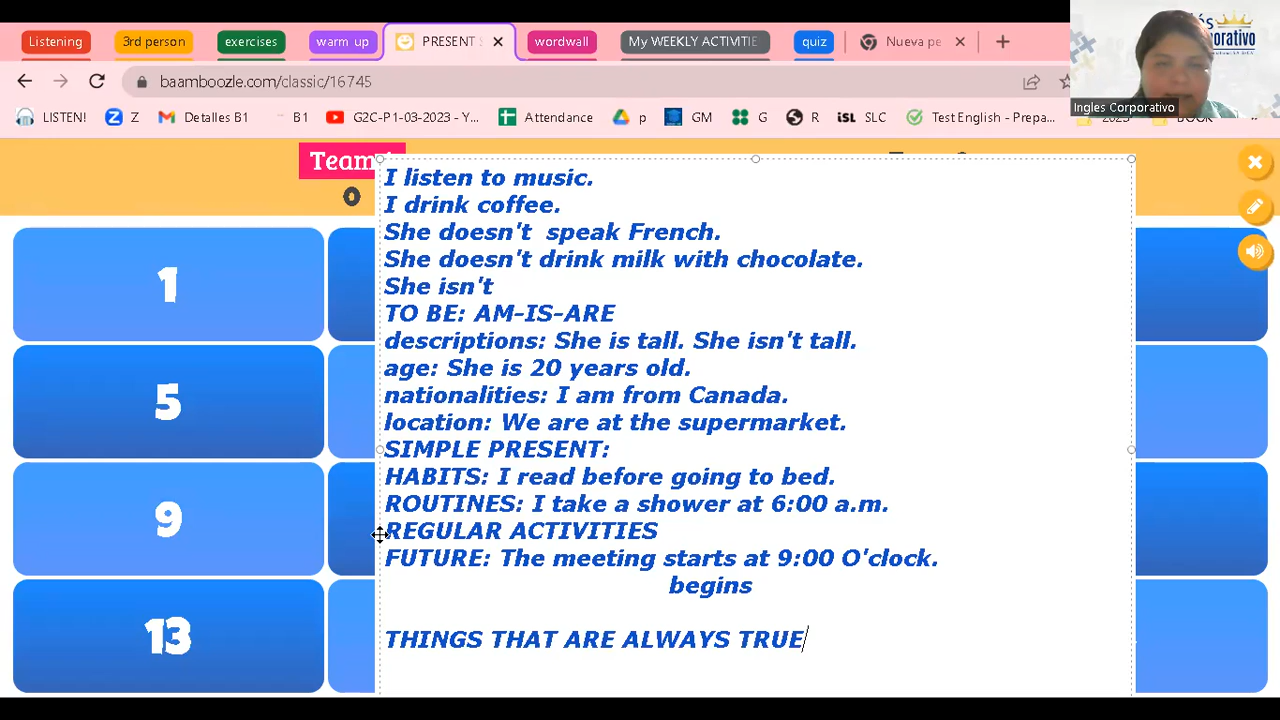 Listening
3rd person
exercises
warm up
PRESENT
wordwall
My WEEKLY ACTIVITIE
quiz
Nueva pe
baamboozle.com/classic/16745
Ingles Corporativo
LISTEN!
Z
Detalles B1
B1
G2C-P1-03-2023 - Y...
Attendance
p
GM
G
R
iSL SLC
Test English - Prepa...
BOOK
Team
0
I listen to music.
I drink coffee.
She doesn't speak French.
She doesn't drink milk with chocolate.
She isn't
TO BE: AM-IS-ARE
descriptions: She is tall. She isn't tall.
age: She is 20 years old.
nationalities: I am from Canada.
location: We are at the supermarket.
SIMPLE PRESENT:
HABITS: I read before going to bed.
ROUTINES: I take a shower at 6:00 a.m.
REGULAR ACTIVITIES
FUTURE: The meeting starts at 9:00 O'clock.
begins
THINGS THAT ARE ALWAYS TRUE
1
5
9
13